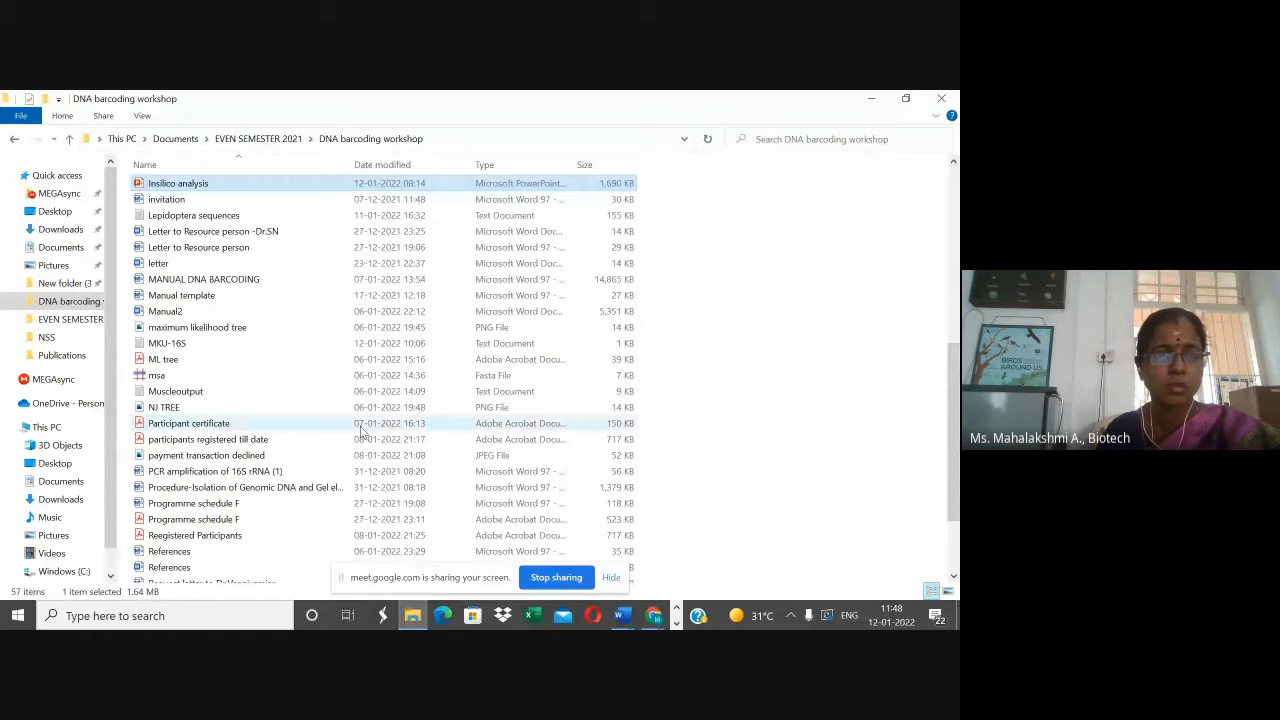 DNA barcoding workshop
File Home Share View
This PC > Documents > EVEN SEMESTER 2021 > DNA barcoding workshop
Search DNA barcoding workshop
Name Date modified Type Size
Quick access
MEGAsync
Desktop
Downloads
Documents
Pictures
New folder (3
DNA barcoding
EVEN SEMESTER
NSS
Publications
MEGAsync
OneDrive - Person
This PC
3D Objects
Desktop
Documents
Downloads
Music
Pictures
Videos
Windows (C:)
Insilico analysis 12-01-2022 08:14 Microsoft PowerPoint... 1,690 KB
invitation 07-12-2021 11:48 Microsoft Word 97 - ... 30 KB
Lepidoptera sequences 11-01-2022 16:32 Text Document 155 KB
Letter to Resource person -Dr.SN 27-12-2021 23:25 Microsoft Word Doc... 14 KB
Letter to Resource person 27-12-2021 19:06 Microsoft Word 97 - ... 29 KB
letter 23-12-2021 22:37 Microsoft Word Doc... 14 KB
MANUAL DNA BARCODING 07-01-2022 13:54 Microsoft Word 97 - ... 14,865 KB
Manual template 17-12-2021 12:18 Microsoft Word 97 - ... 27 KB
Manual2 06-01-2022 22:12 Microsoft Word 97 - ... 5,351 KB
maximum likelihood tree 06-01-2022 19:45 PNG File 14 KB
MKU-16S 12-01-2022 10:06 Text Document 1 KB
ML tree 06-01-2022 15:16 Adobe Acrobat Docu... 39 KB
msa 06-01-2022 14:36 Fasta File 7 KB
Muscleoutput 06-01-2022 14:09 Text Document 9 KB
NJ TREE 06-01-2022 19:48 PNG File 14 KB
Participant certificate 07-01-2022 16:13 Adobe Acrobat Docu... 150 KB
participants registered till date 21:17 Adobe Acrobat Docu... 717 KB
payment transaction declined 08-01-2022 21:08 JPEG File 52 KB
PCR amplification of 16S rRNA (1) 31-12-2021 08:20 Microsoft Word 97 - ... 56 KB
Procedure-Isolation of Genomic DNA and Gel el... 31-12-2021 08:18 Microsoft Word 97 - ... 1,379 KB
Programme schedule F 27-12-2021 19:08 Microsoft Word 97 - ... 118 KB
Programme schedule F 27-12-2021 23:11 Adobe Acrobat Docu... 523 KB
Reegistered Participants 08-01-2022 21:25 Adobe Acrobat Docu... 717 KB
References 06-01-2022 23:29 Microsoft Word 97 - ... 35 KB
References
meet.google.com is sharing your screen. Stop sharing Hide
57 items 1 item selected 1.64 MB
Type here to search
31°C ENG 11:48
12-01-2022
22
BIRDS
AROUND US
Ms. Mahalakshmi A., Biotech